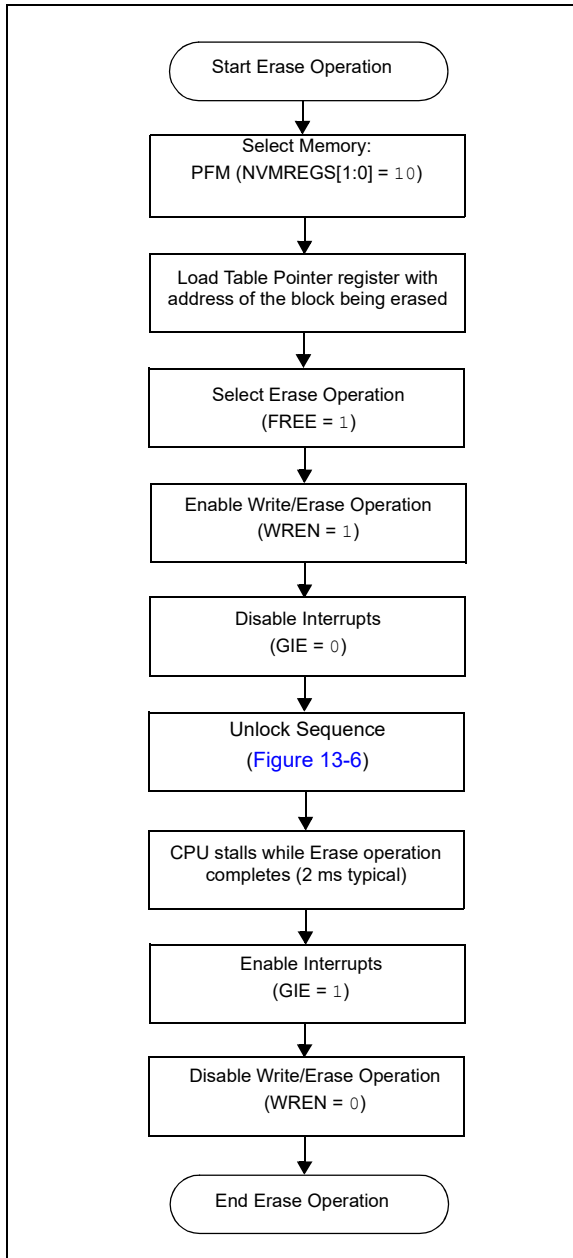 Start Erase Operation
Select Memory:
PFM (NVMREGS[1:0] = 10)
Load Table Pointer register with
address of the block being erased
Select Erase Operation
(FREE = 1)
Enable Write/Erase Operation
(WREN = 1)
Disable Interrupts
(GIE = 0)
Unlock Sequence
(Figure 13-6)
CPU stalls while Erase operation
completes (2 ms typical)
Enable Interrupts
(GIE = 1)
Disable Write/Erase Operation
(WREN = 0)
End Erase Operation